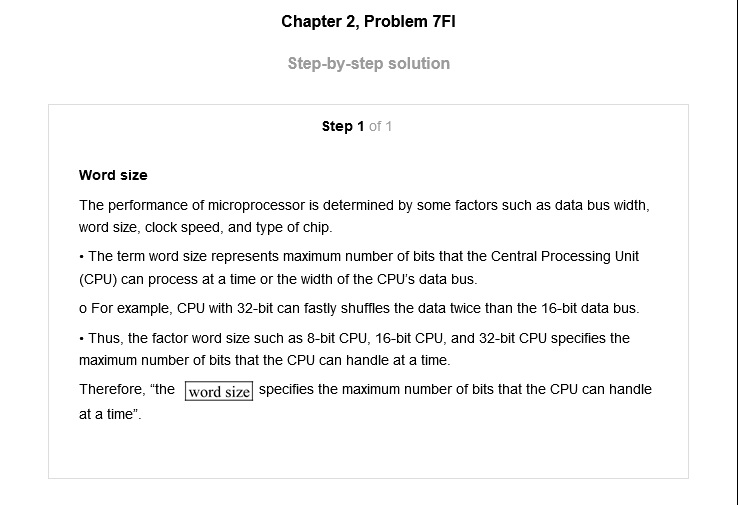 Chapter 2, Problem 7FI
Step-by-step solution
Step 1 of 1
Word size
The performance of microprocessor is determined by some factors such as data bus width,
word size, clock speed, and type of chip.
• The term word size represents maximum number of bits that the Central Processing Unit
(CPU) can process at a time or the width of the CPU's data bus.
o For example, CPU with 32-bit can fastly shuffles the data twice than the 16-bit data bus.
• Thus, the factor word size such as 8-bit CPU, 16-bit CPU, and 32-bit CPU specifies the
maximum number of bits that the CPU can handle at a time.
Therefore, “the word size specifies the maximum number of bits that the CPU can handle
at a time”.